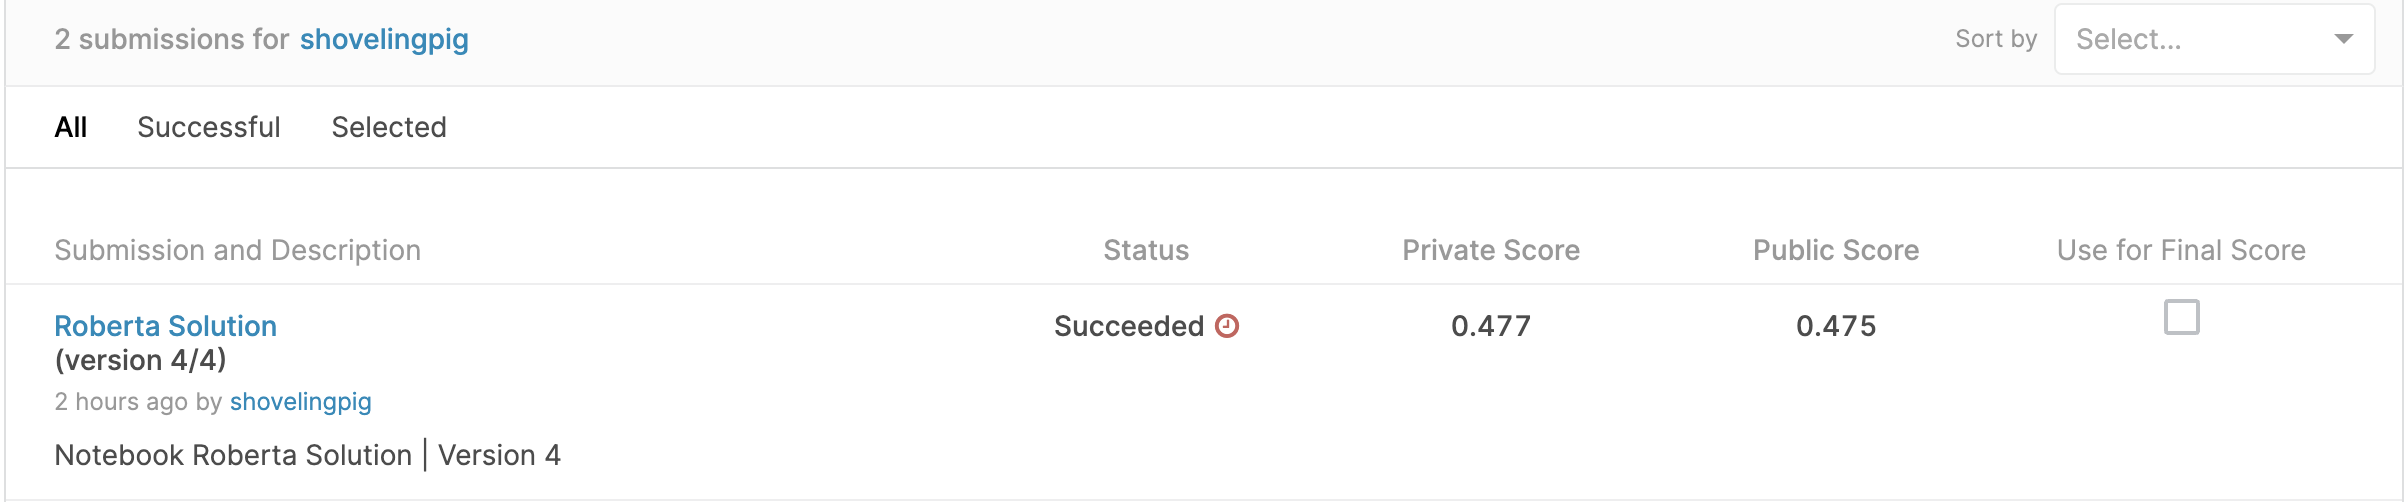 2 submissions for shovelingpig
Sort by Select...
All Successful Selected
Submission and Description Status Private Score Public Score Use for Final Score
Roberta Solution Succeeded 0.477 0.475
(version 4/4)
2 hours ago by shovelingpig
Notebook Roberta Solution | Version 4